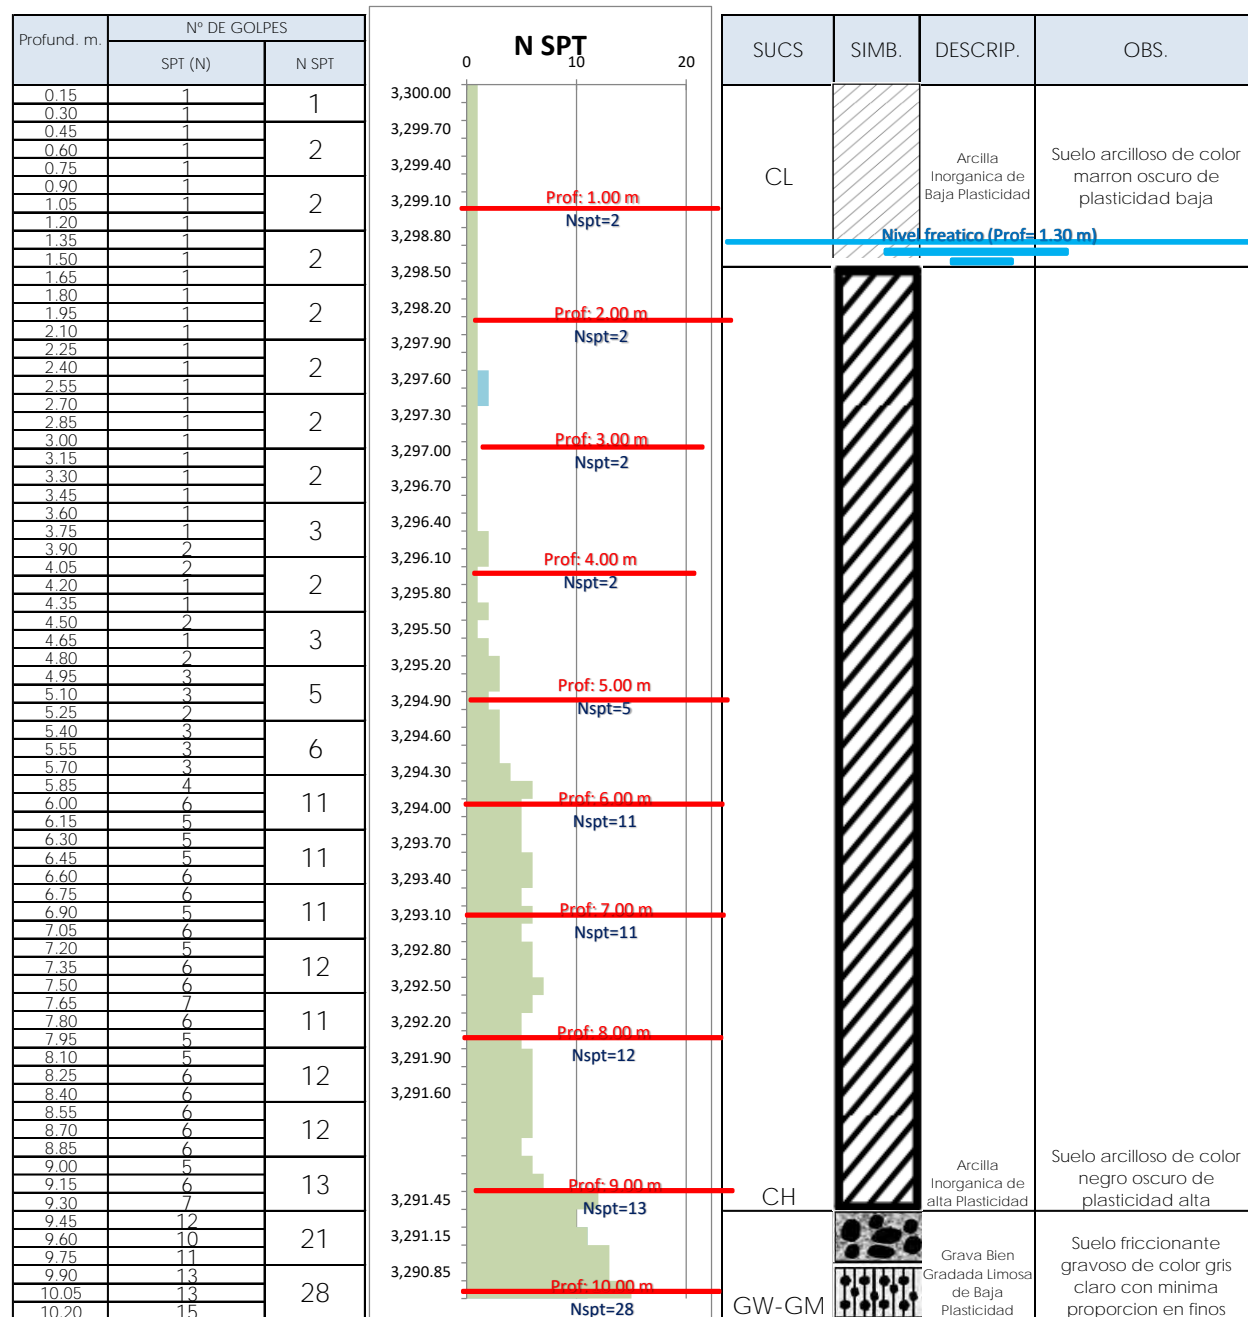 Profund. m.
Nº DE GOLPES
SPT (N)
N SPT
0.15 1
0.30 1
1
0.45 1
0.60 1
0.75 1
2
0.90 1
1.05 1
1.20 1
2
1.35 1
1.50 1
1.65 1
2
1.80 1
1.95 1
2.10 1
2
2.25 1
2.40 1
2.55 1
2
2.70 1
2.85 1
3.00 1
2
3.15 1
3.30 1
3.45 1
2
3.60 1
3.75 1
3.90 2
3
4.05 2
4.20 1
4.35 1
2
4.50 2
4.65 1
4.80 2
3
4.95 3
5.10 3
5.25 2
5
5.40 3
5.55 3
5.70 3
6
5.85 4
6.00 6
6.15 5
11
6.30 5
6.45 5
6.60 6
11
6.75 6
6.90 5
7.05 6
11
7.20 5
7.35 6
7.50 6
12
7.65 7
7.80 6
7.95 5
11
8.10 5
8.25 6
8.40 6
12
8.55 6
8.70 6
8.85 6
12
9.00 5
9.15 6
9.30 7
13
9.45 12
9.60 10
9.75 11
21
9.90 13
10.05 13
10.20 15
28
N SPT
0 10 20
3,300.00
3,299.70
3,299.40
3,299.10
3,298.80
3,298.50
3,298.20
3,297.90
3,297.60
3,297.30
3,297.00
3,296.70
3,296.40
3,296.10
3,295.80
3,295.50
3,295.20
3,294.90
3,294.60
3,294.30
3,294.00
3,293.70
3,293.40
3,293.10
3,292.80
3,292.50
3,292.20
3,291.90
3,291.60
3,291.45
3,291.15
3,290.85
Prof: 1.00 m
Nspt=2
Prof: 2.00 m
Nspt=2
Prof: 3.00 m
Nspt=2
Prof: 4.00 m
Nspt=2
Prof: 5.00 m
Nspt=5
Prof: 6.00 m
Nspt=11
Prof: 7.00 m
Nspt=11
Prof: 8.00 m
Nspt=12
Prof: 9.00 m
Nspt=13
Prof: 10.00 m
Nspt=28
SUCS
SIMB.
DESCRIP.
OBS.
CL
Arcilla
Inorganica de
Baja Plasticidad
Suelo arcilloso de color
marron oscuro de
plasticidad baja
Nivel freatico (Prof= 1.30 m)
CH
Arcilla
Inorganica de
alta Plasticidad
Suelo arcilloso de color
negro oscuro de
plasticidad alta
GW-GM
Grava Bien
Gradada Limosa
de Baja
Plasticidad
Suelo friccionante
gravoso de color gris
claro con minima
proporcion en finos